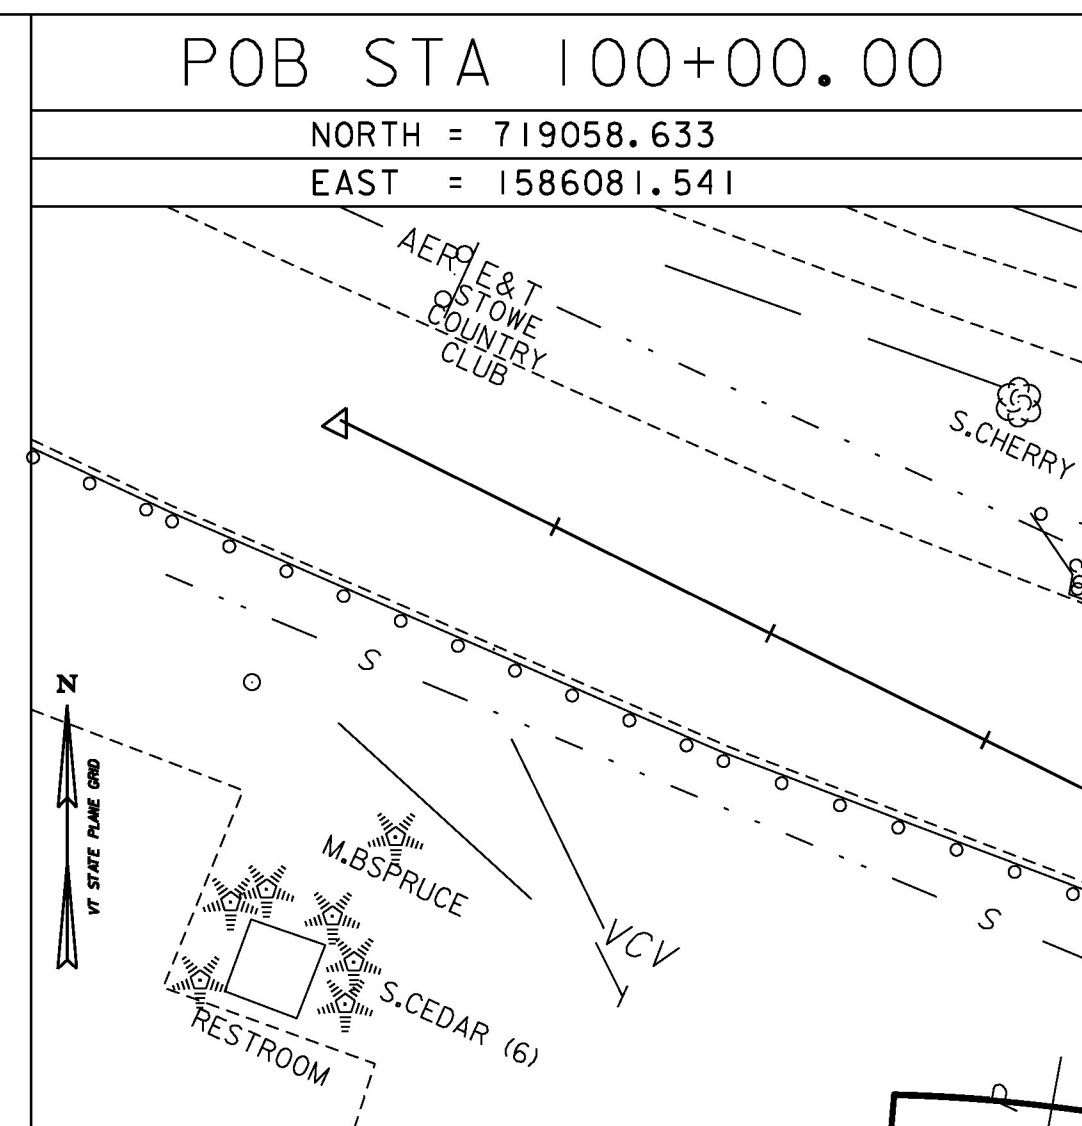 POB STA 100+00.00
NORTH = 719058.633
EAST = 1586081.541
AER E&T
STOWE
COUNTRY
CLUB
S.CHERRY
S
N
VT STATE PLANE GRID
M.BSPRUCE
VCV
S
S.CEDAR (6)
RESTROOM